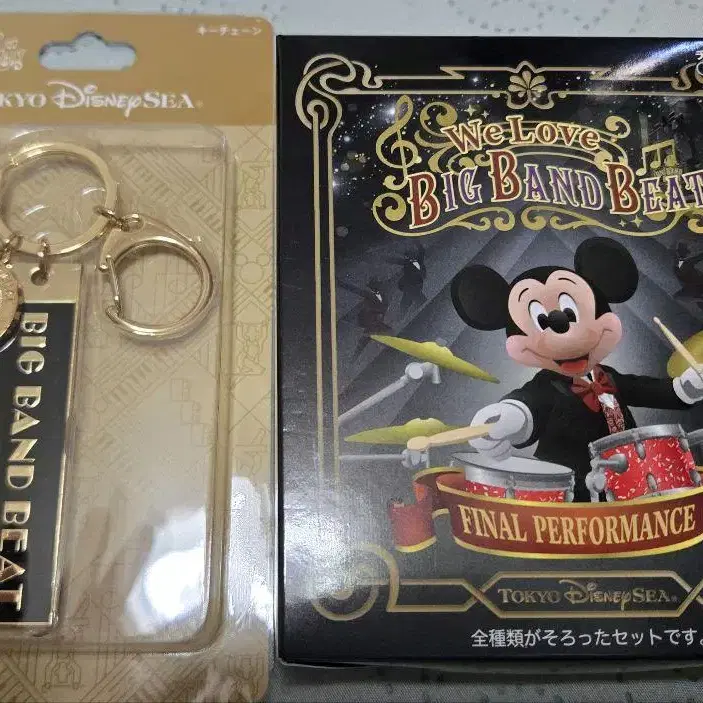 キーチェーン
TOKYO DISNEYSEA®
BIG BAND BEAT
We Love
BIG BAND BEAT
FINAL PERFORMANCE
TOKYO DISNEYSEA®
全種類がそろったセットです。